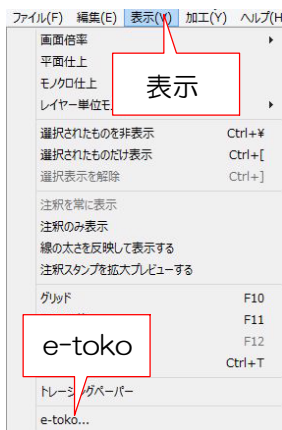 ファイル(F) 編集(E) 表示(V) 加工(Y) ヘルプ(H
画面倍率
平面仕上
モノクロ仕上
レイヤー単位モ
表示
選択されたものを非表示 Ctrl+¥
選択されたものだけ表示 Ctrl+[
選択表示を解除 Ctrl+]
注釈を常に表示
注釈のみ表示
線の太さを反映して表示する
注釈スタンプを拡大プレビューする
グリッド F10
F11
e-toko
F12
Ctrl+T
トレーシングペーパー
e-toko...